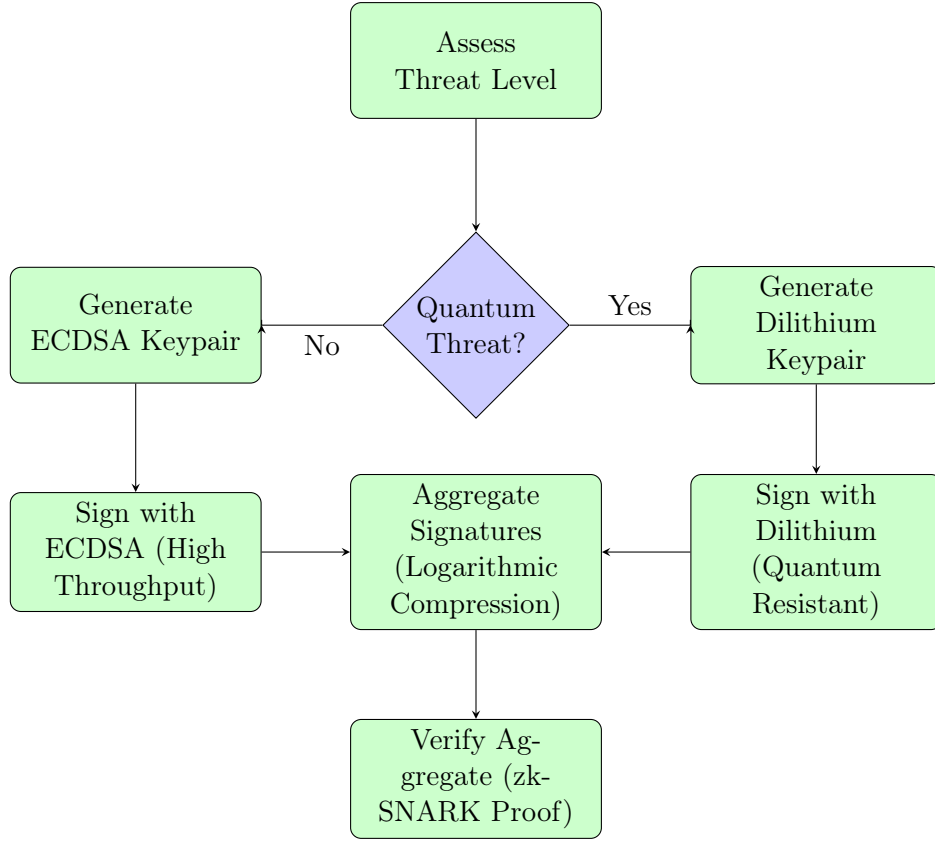 Assess
Threat Level
Quantum
Threat?
No
Yes
Generate
ECDSA Keypair
Generate
Dilithium
Keypair
Sign with
ECDSA (High
Throughput)
Aggregate
Signatures
(Logarithmic
Compression)
Sign with
Dilithium
(Quantum
Resistant)
Verify Ag-
gregate (zk-
SNARK Proof)